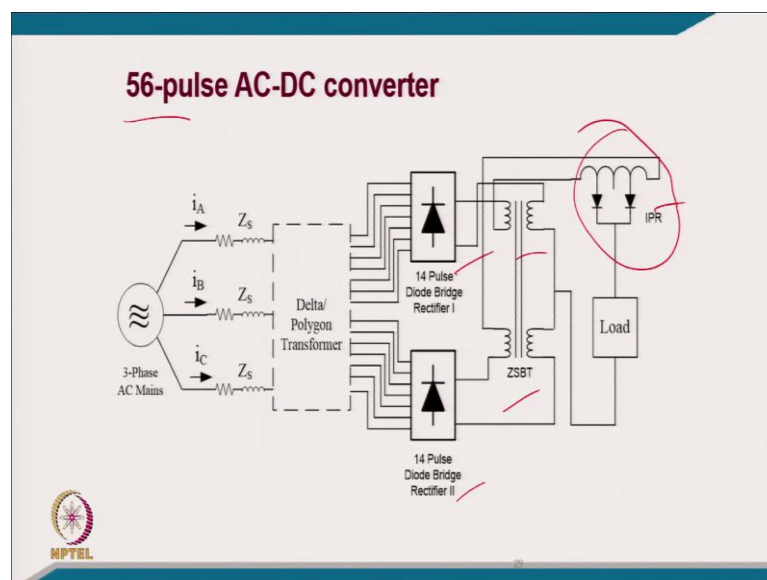 56-pulse AC-DC converter
iA
ZS
iB
ZS
iC
ZS
3-Phase
AC Mains
Delta/
Polygon
Transformer
14 Pulse
Diode Bridge
Rectifier I
14 Pulse
Diode Bridge
Rectifier II
ZSBT
IPR
Load
NPTEL
29